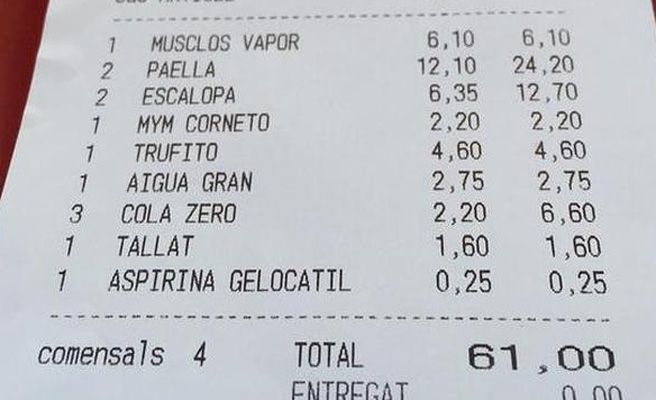 1 MUSCLOS VAPOR 6,10 6,10
2 PAELLA 12,10 24,20
2 ESCALOPA 6,35 12,70
1 MYM CORNETO 2,20 2,20
1 TRUFITO 4,60 4,60
1 AIGUA GRAN 2,75 2,75
3 COLA ZERO 2,20 6,60
1 TALLAT 1,60 1,60
1 ASPIRINA GELOCATIL 0,25 0,25
comensals 4 TOTAL 61,00
ENTREGAT 0,00